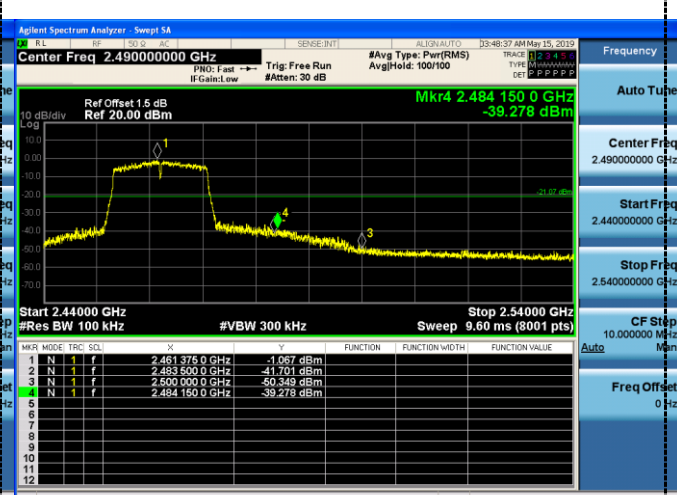 Agilent Spectrum Analyzer - Swept SA
RL RF 50 Ω AC SENSE:INT ALIGNAUTO 03:48:37 AM May 15, 2019
Center Freq 2.490000000 GHz
PNO: Fast
IFGain:Low
Trig: Free Run
#Atten: 30 dB
#Avg Type: Pwr(RMS)
Avg|Hold: 100/100
TRACE 1 2 3 4 5 6
TYPE M
DET P P P P P P
Ref Offset 1.5 dB
10 dB/div Ref 20.00 dBm
Log
Mkr4 2.484 150 0 GHz
-39.278 dBm
10.0
0.00
-10.0
-20.0
-30.0
-40.0
-50.0
-60.0
-70.0
1
4
3
-21.07 dBm
Start 2.44000 GHz Stop 2.54000 GHz
#Res BW 100 kHz #VBW 300 kHz Sweep 9.60 ms (8001 pts)
MKR MODE TRC SCL X Y FUNCTION FUNCTION WIDTH FUNCTION VALUE
1 N 1 f 2.461 375 0 GHz -1.067 dBm
2 N 1 f 2.483 500 0 GHz -41.701 dBm
3 N 1 f 2.500 000 0 GHz -50.349 dBm
4 N 1 f 2.484 150 0 GHz -39.278 dBm
5
6
7
8
9
10
11
12
Frequency
Auto Tune
Center Freq
2.490000000 GHz
Start Freq
2.440000000 GHz
Stop Freq
2.540000000 GHz
CF Step
10.000000 MHz
Auto Man
Freq Offset
0 Hz